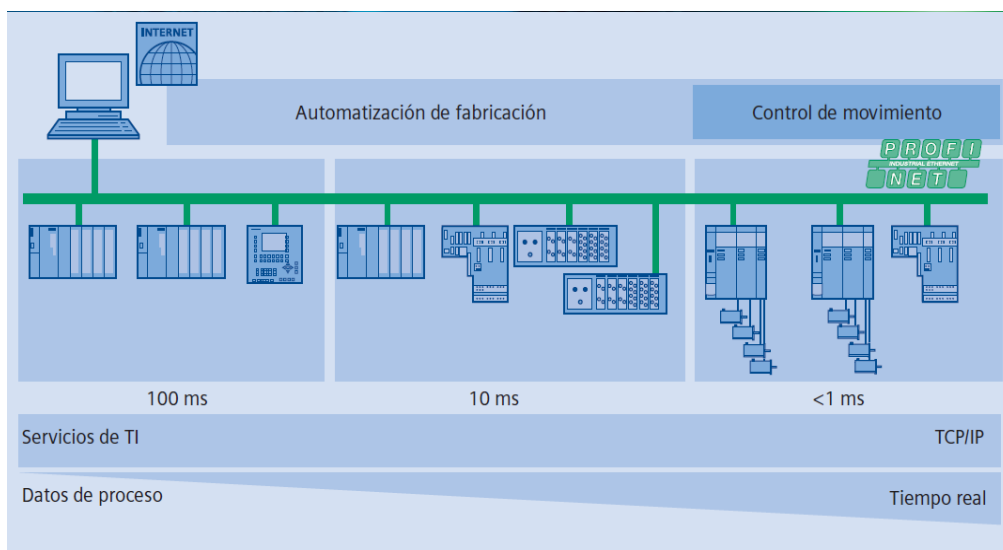 INTERNET
Automatización de fabricación
Control de movimiento
PROFI
INDUSTRIAL ETHERNET
NET
100 ms
10 ms
<1 ms
Servicios de TI
TCP/IP
Datos de proceso
Tiempo real